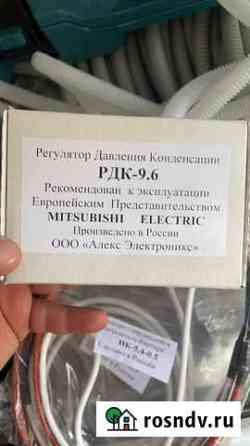 Регулятор Давления Конденсации
РДК-9.6
Рекомендован к эксплуатации
Европейским Представительством
MITSUBISHI ELECTRIC
Произведено в России
ООО «Алекс Электроникс»
rosndv.ru